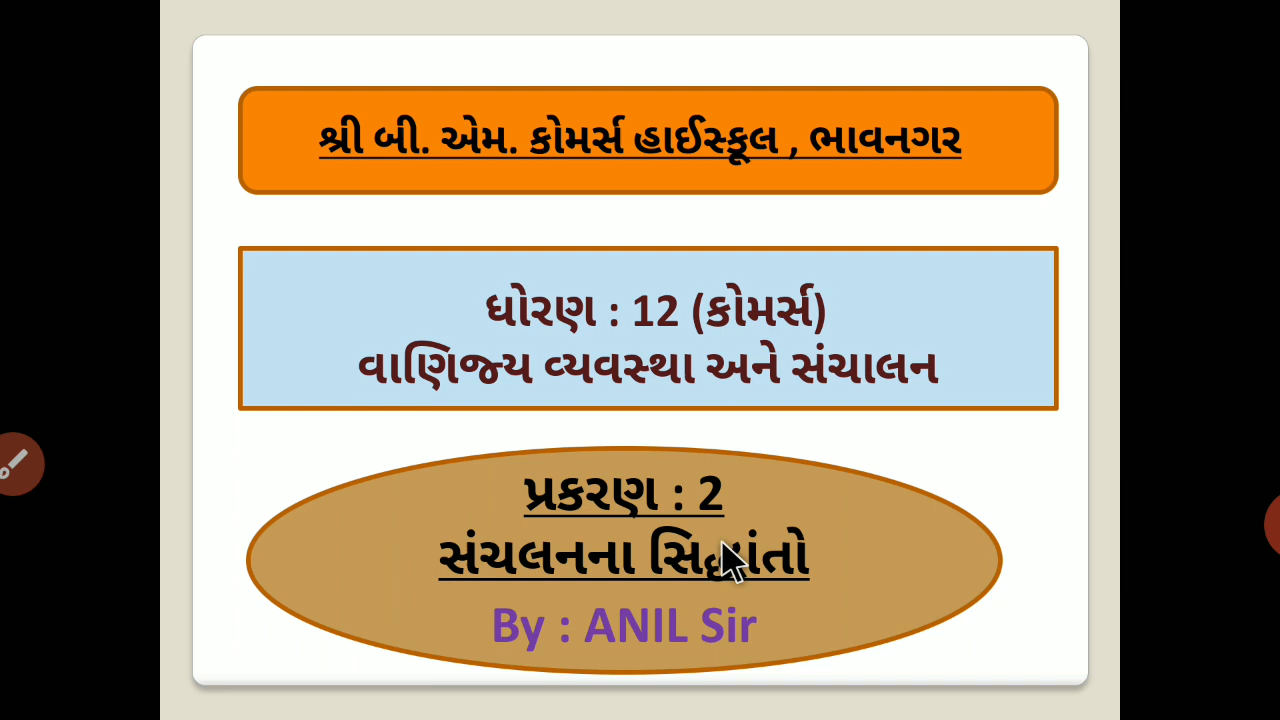 શ્રી બી. એમ. કોમર્સ હાઈસ્કૂલ , ભાવનગર
ધોરણ : 12 (કોમર્સ)
વાણિજ્ય વ્યવસ્થા અને સંચાલન
પ્રકરણ : 2
સંચલનના સિદ્ધાંતો
By : ANIL Sir